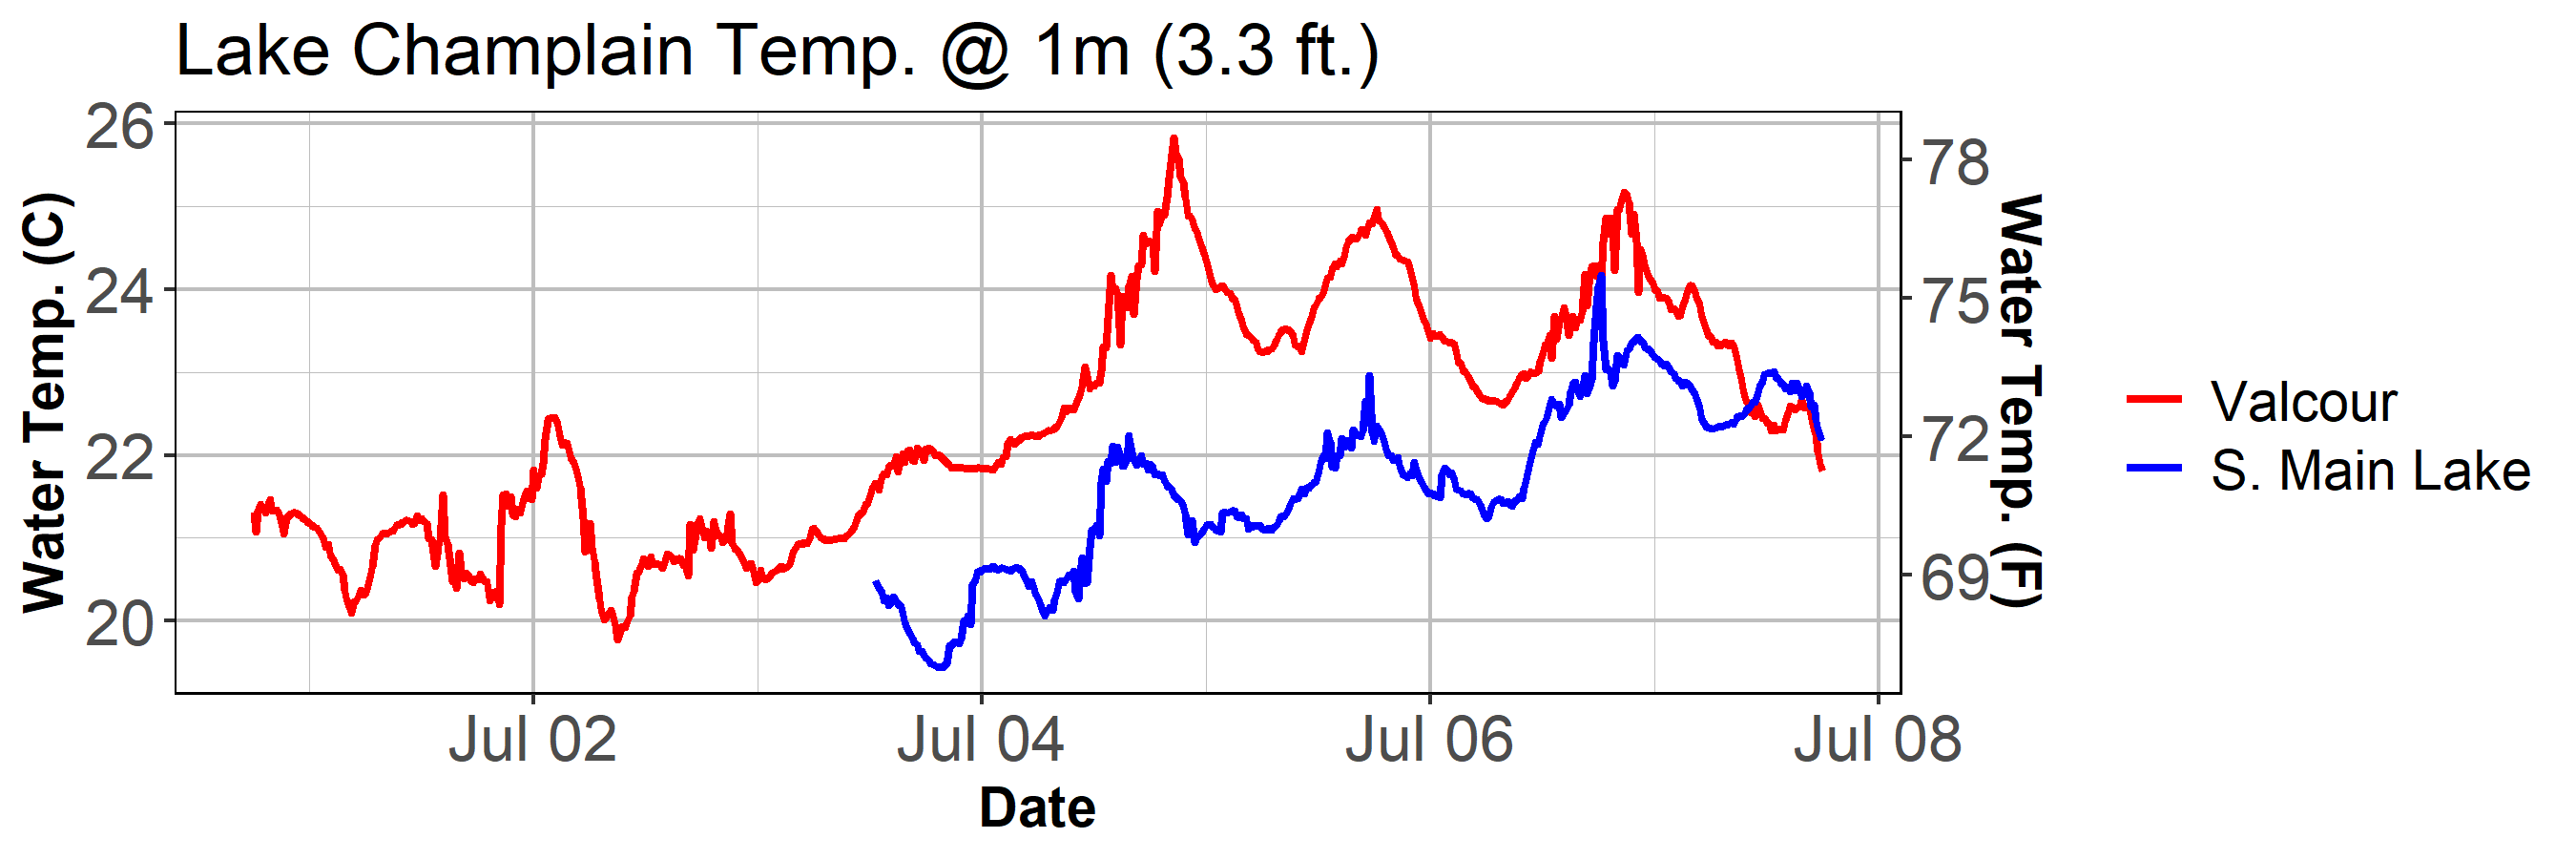 Lake Champlain Temp. @ 1m (3.3 ft.)
Water Temp. (C)
26
24
22
20
78
75
72
69
Water Temp. (F)
Jul 02
Jul 04
Jul 06
Jul 08
Date
Valcour
S. Main Lake